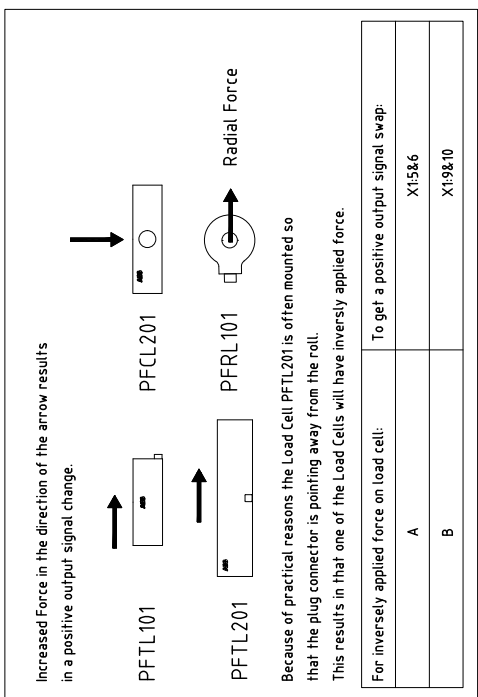 Increased Force in the direction of the arrow results
in a positive output signal change.
PFTL101
ABB
PFCL201
ABB
PFTL201
ABB
PFRL101
Radial Force
Because of practical reasons the Load Cell PFTL201 is often mounted so
that the plug connector is pointing away from the roll.
This results in that one of the Load Cells will have inversly applied force.
For inversely applied force on load cell:
To get a positive output signal swap:
A
X1:5&6
B
X1:9&10